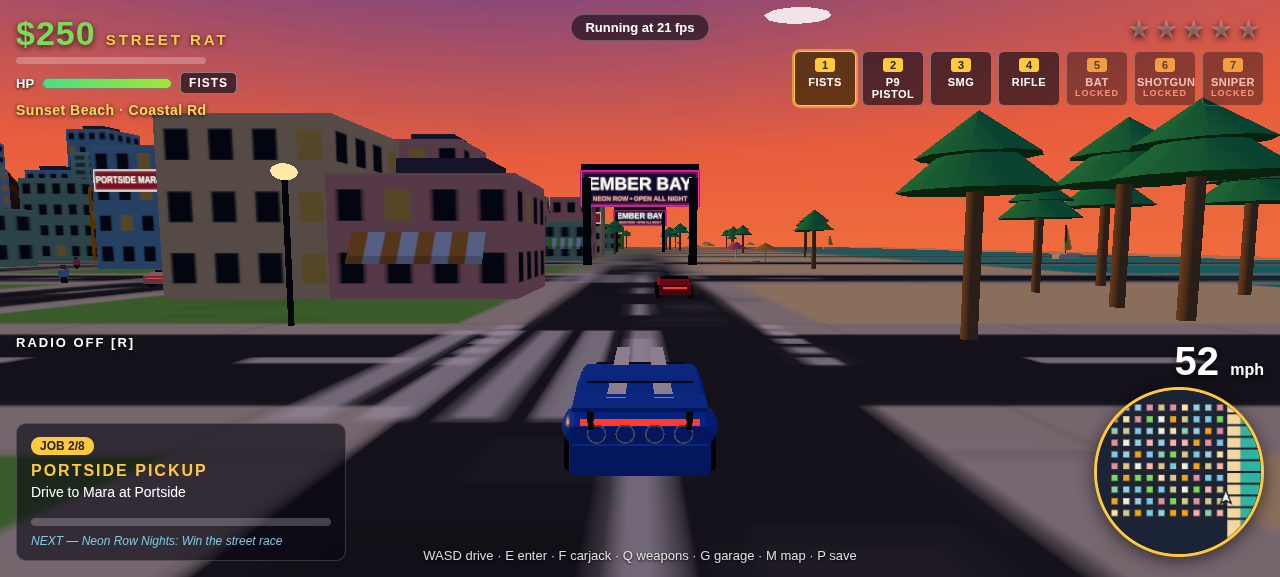 $250 STREET RAT
Running at 21 fps
★★★★★
HP FISTS
1 FISTS
2 P9 PISTOL
3 SMG
4 RIFLE
5 BAT LOCKED
6 SHOTGUN LOCKED
7 SNIPER LOCKED
Sunset Beach · Coastal Rd
PORTSIDE MARA
EMBER BAY
NEON ROW • OPEN ALL NIGHT
EMBER BAY
RADIO OFF [R]
52 mph
JOB 2/8
PORTSIDE PICKUP
Drive to Mara at Portside
NEXT — Neon Row Nights: Win the street race
WASD drive · E enter · F carjack · Q weapons · G garage · M map · P save